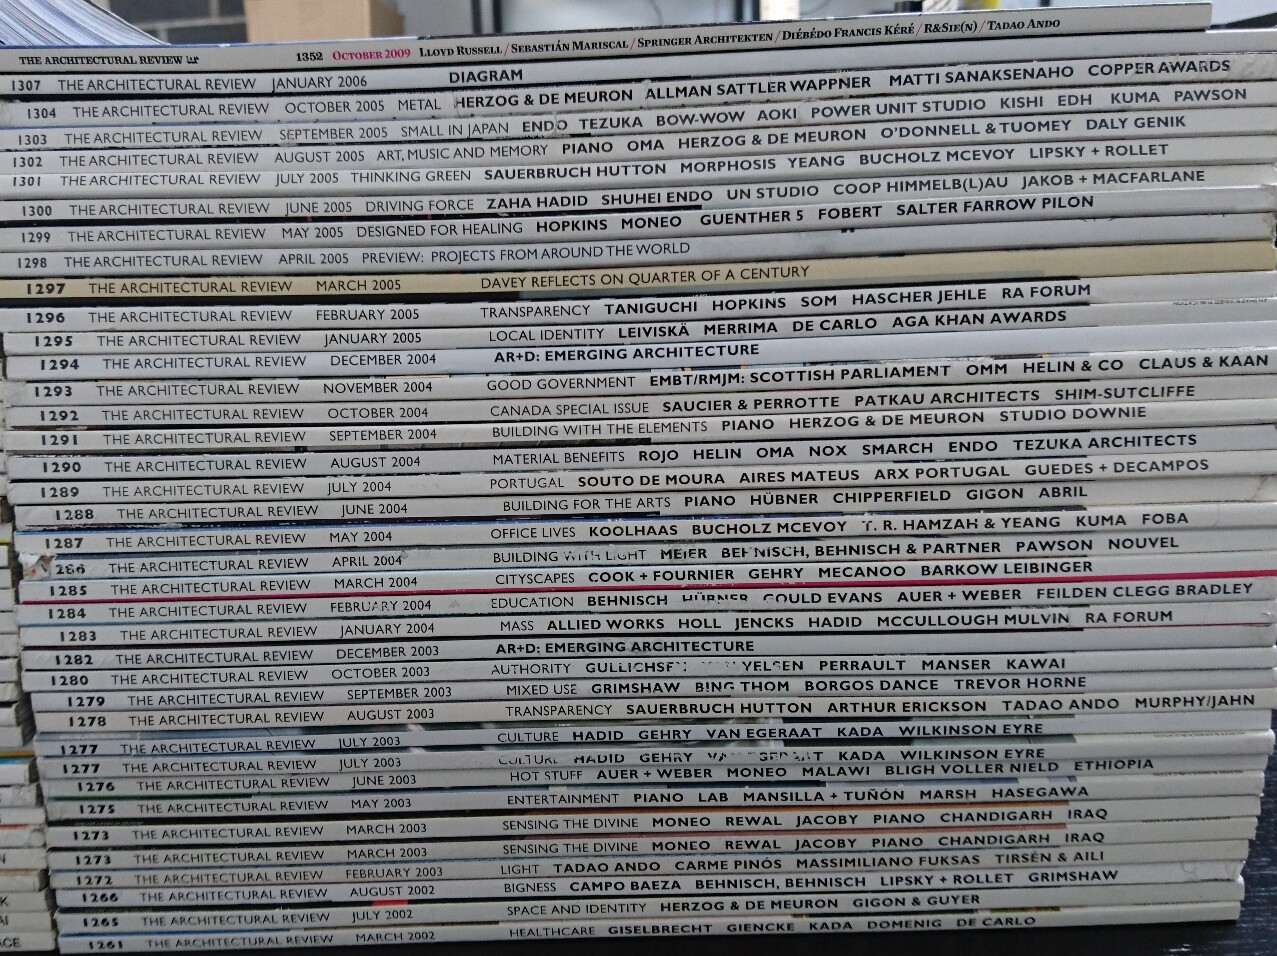 THE ARCHITECTURAL REVIEW 1352 OCTOBER 2009 LLOYD RUSSELL / SEBASTIÁN MARISCAL / SPRINGER ARCHITEKTEN / DIÉBÉDO FRANCIS KÉRÉ / R&SIE(N) / TADAO ANDO
1307 THE ARCHITECTURAL REVIEW JANUARY 2006 DIAGRAM
1304 THE ARCHITECTURAL REVIEW OCTOBER 2005 METAL HERZOG & DE MEURON ALLMAN SATTLER WAPPNER MATTI SANAKSENAHO COPPER AWARDS
1303 THE ARCHITECTURAL REVIEW SEPTEMBER 2005 SMALL IN JAPAN ENDO TEZUKA BOW-WOW AOKI POWER UNIT STUDIO KISHI EDH KUMA PAWSON
1302 THE ARCHITECTURAL REVIEW AUGUST 2005 ART, MUSIC AND MEMORY PIANO OMA HERZOG & DE MEURON O'DONNELL & TUOMEY DALY GENIK
1301 THE ARCHITECTURAL REVIEW JULY 2005 THINKING GREEN SAUERBRUCH HUTTON MORPHOSIS YEANG BUCHOLZ MCEVOY LIPSKY + ROLLET
1300 THE ARCHITECTURAL REVIEW JUNE 2005 DRIVING FORCE ZAHA HADID SHUHEI ENDO UN STUDIO COOP HIMMELB(L)AU JAKOB + MACFARLANE
1299 THE ARCHITECTURAL REVIEW MAY 2005 DESIGNED FOR HEALING HOPKINS MONEO GUENTHER 5 FOBERT SALTER FARROW PILON
1298 THE ARCHITECTURAL REVIEW APRIL 2005 PREVIEW: PROJECTS FROM AROUND THE WORLD
1297 THE ARCHITECTURAL REVIEW MARCH 2005 DAVEY REFLECTS ON QUARTER OF A CENTURY
1296 THE ARCHITECTURAL REVIEW FEBRUARY 2005 TRANSPARENCY TANIGUCHI HOPKINS SOM HASCHER JEHLE RA FORUM
1295 THE ARCHITECTURAL REVIEW JANUARY 2005 LOCAL IDENTITY LEIVISKÄ MERRIMA DE CARLO AGA KHAN AWARDS
1294 THE ARCHITECTURAL REVIEW DECEMBER 2004 AR+D: EMERGING ARCHITECTURE
1293 THE ARCHITECTURAL REVIEW NOVEMBER 2004 GOOD GOVERNMENT EMBT/RMJM: SCOTTISH PARLIAMENT OMM HELIN & CO CLAUS & KAAN
1292 THE ARCHITECTURAL REVIEW OCTOBER 2004 CANADA SPECIAL ISSUE SAUCIER & PERROTTE PATKAU ARCHITECTS SHIM-SUTCLIFFE
1291 THE ARCHITECTURAL REVIEW SEPTEMBER 2004 BUILDING WITH THE ELEMENTS PIANO HERZOG & DE MEURON STUDIO DOWNIE
1290 THE ARCHITECTURAL REVIEW AUGUST 2004 MATERIAL BENEFITS ROJO HELIN OMA NOX SMARCH ENDO TEZUKA ARCHITECTS
1289 THE ARCHITECTURAL REVIEW JULY 2004 PORTUGAL SOUTO DE MOURA AIRES MATEUS ARX PORTUGAL GUEDES + DECAMPOS
1288 THE ARCHITECTURAL REVIEW JUNE 2004 BUILDING FOR THE ARTS PIANO HÜBNER CHIPPERFIELD GIGON ABRIL
1287 THE ARCHITECTURAL REVIEW MAY 2004 OFFICE LIVES KOOLHAAS BUCHOLZ MCEVOY T. R. HAMZAH & YEANG KUMA FOBA
286 THE ARCHITECTURAL REVIEW APRIL 2004 BUILDING WITH LIGHT MEIER BEHNISCH, BEHNISCH & PARTNER PAWSON NOUVEL
1285 THE ARCHITECTURAL REVIEW MARCH 2004 CITYSCAPES COOK + FOURNIER GEHRY MECANOO BARKOW LEIBINGER
1284 THE ARCHITECTURAL REVIEW FEBRUARY 2004 EDUCATION BEHNISCH HÜBNER GOULD EVANS AUER + WEBER FEILDEN CLEGG BRADLEY
1283 THE ARCHITECTURAL REVIEW JANUARY 2004 MASS ALLIED WORKS HOLL JENCKS HADID MCCULLOUGH MULVIN RA FORUM
1282 THE ARCHITECTURAL REVIEW DECEMBER 2003 AR+D: EMERGING ARCHITECTURE
1280 THE ARCHITECTURAL REVIEW OCTOBER 2003 AUTHORITY GULLICHSEN PERRAULT MANSER KAWAI
1279 THE ARCHITECTURAL REVIEW SEPTEMBER 2003 MIXED USE GRIMSHAW BING THOM BORGOS DANCE TREVOR HORNE
1278 THE ARCHITECTURAL REVIEW AUGUST 2003 TRANSPARENCY SAUERBRUCH HUTTON ARTHUR ERICKSON TADAO ANDO MURPHY/JAHN
1277 THE ARCHITECTURAL REVIEW JULY 2003 CULTURE HADID GEHRY VAN EGERAAT KADA WILKINSON EYRE
1277 THE ARCHITECTURAL REVIEW JULY 2003 CULTURE HADID GEHRY VAN EGERAAT KADA WILKINSON EYRE
1276 THE ARCHITECTURAL REVIEW JUNE 2003 HOT STUFF AUER + WEBER MONEO MALAWI BLIGH VOLLER NIELD ETHIOPIA
1275 THE ARCHITECTURAL REVIEW MAY 2003 ENTERTAINMENT PIANO LAB MANSILLA + TUÑÓN MARSH HASEGAWA
1273 THE ARCHITECTURAL REVIEW MARCH 2003 SENSING THE DIVINE MONEO REWAL JACOBY PIANO CHANDIGARH IRAQ
1273 THE ARCHITECTURAL REVIEW MARCH 2003 SENSING THE DIVINE MONEO REWAL JACOBY PIANO CHANDIGARH IRAQ
1272 THE ARCHITECTURAL REVIEW FEBRUARY 2003 LIGHT TADAO ANDO CARME PINÓS MASSIMILIANO FUKSAS TIRSÉN & AILI
1266 THE ARCHITECTURAL REVIEW AUGUST 2002 BIGNESS CAMPO BAEZA BEHNISCH, BEHNISCH LIPSKY + ROLLET GRIMSHAW
1265 THE ARCHITECTURAL REVIEW JULY 2002 SPACE AND IDENTITY HERZOG & DE MEURON GIGON & GUYER
1261 THE ARCHITECTURAL REVIEW MARCH 2002 HEALTHCARE GISELBRECHT GIENCKE KADA DOMENIG DE CARLO